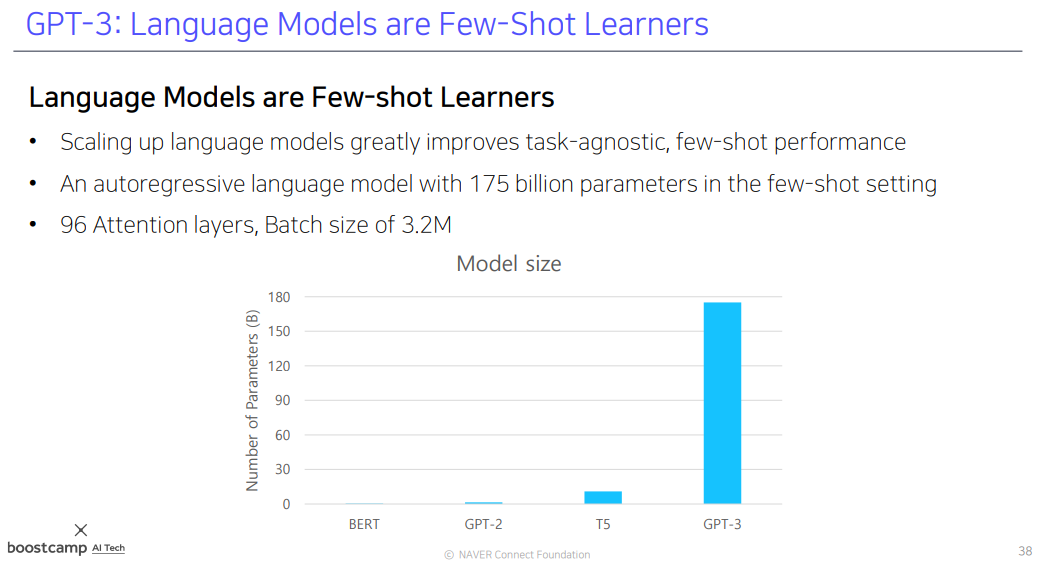 GPT-3: Language Models are Few-Shot Learners
Language Models are Few-shot Learners
• Scaling up language models greatly improves task-agnostic, few-shot performance
• An autoregressive language model with 175 billion parameters in the few-shot setting
• 96 Attention layers, Batch size of 3.2M
Model size
Number of Parameters (B)
180
150
120
90
60
30
0
BERT GPT-2 T5 GPT-3
boostcamp AI Tech
© NAVER Connect Foundation
38